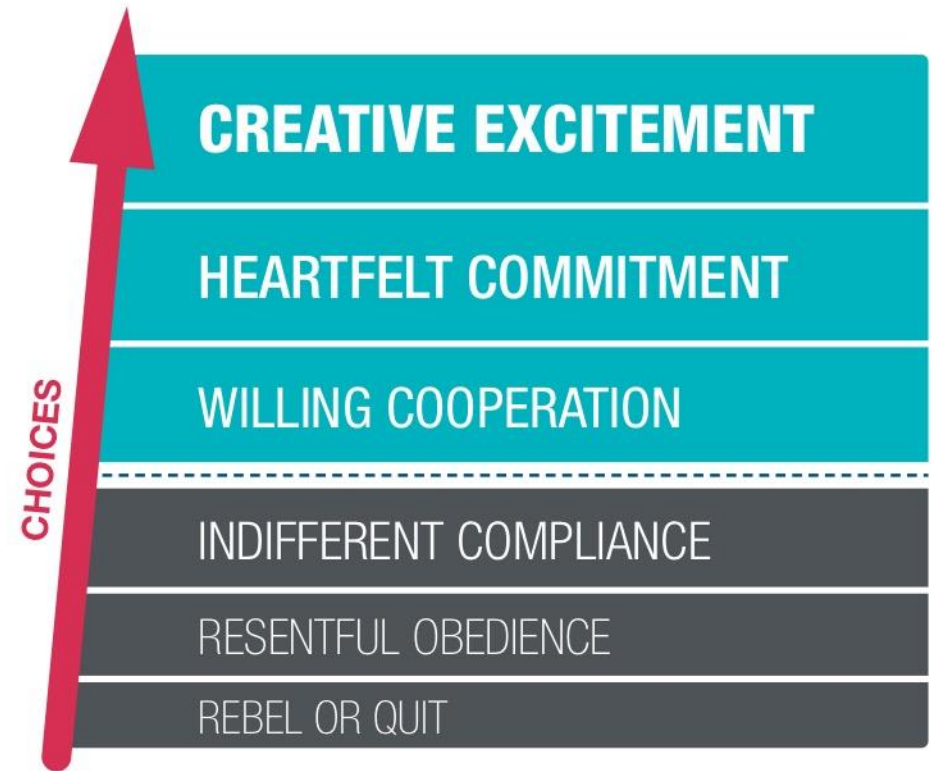 CREATIVE EXCITEMENT
HEARTFELT COMMITMENT
WILLING COOPERATION
CHOICES
INDIFFERENT COMPLIANCE
RESENTFUL OBEDIENCE
REBEL OR QUIT